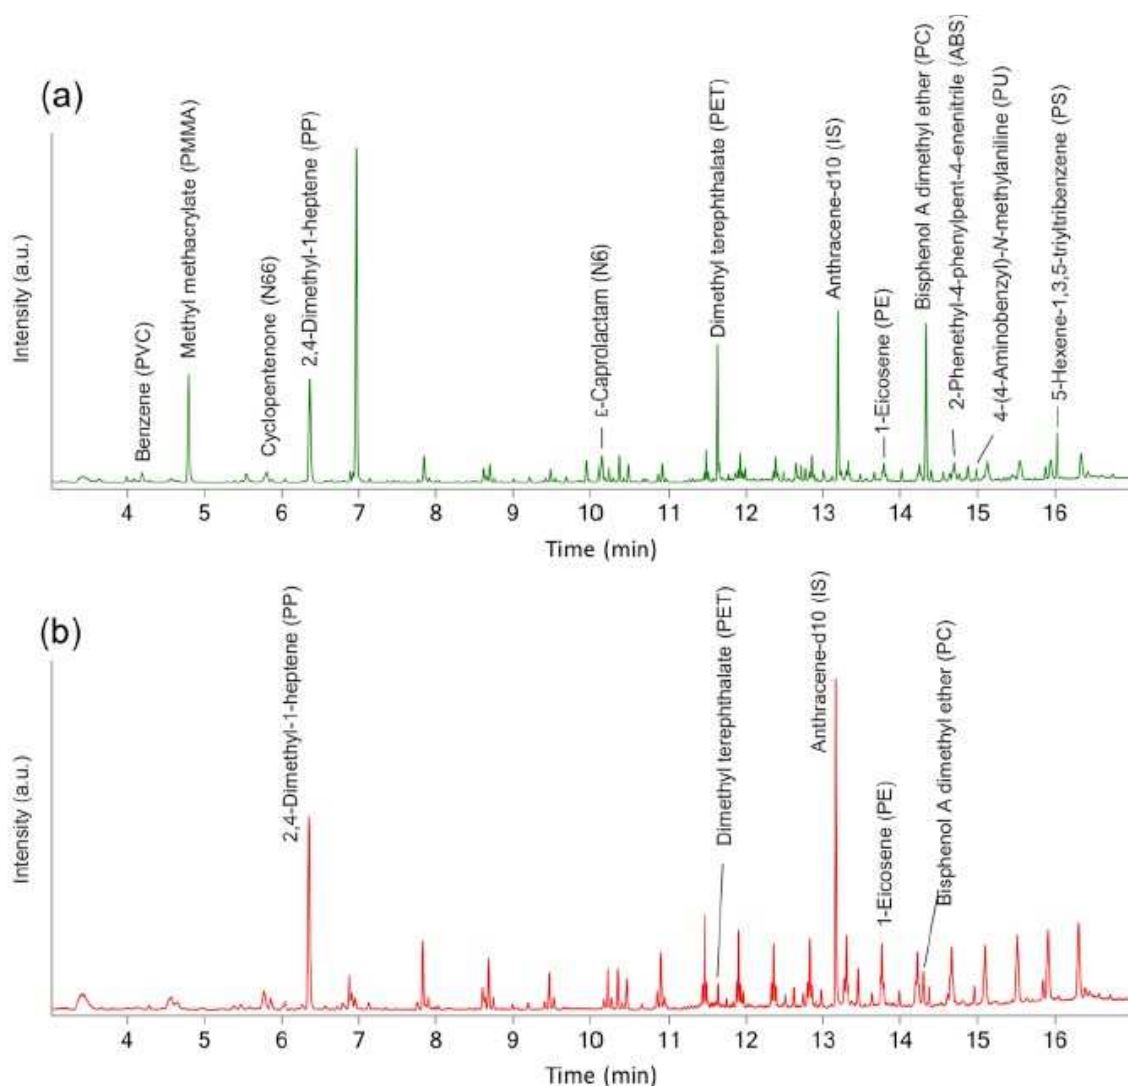 (a)
Intensity (a.u.)
Benzene (PVC)
Methyl methacrylate (PMMA)
Cyclopentenone (N66)
2,4-Dimethyl-1-heptene (PP)
ε-Caprolactam (N6)
Dimethyl terephthalate (PET)
Anthracene-d10 (IS)
1-Eicosene (PE)
Bisphenol A dimethyl ether (PC)
2-Phenethyl-4-phenylpent-4-enenitrile (ABS)
4-(4-Aminobenzyl)-N-methylaniline (PU)
5-Hexene-1,3,5-triyltribenzene (PS)
4 5 6 7 8 9 10 11 12 13 14 15 16
Time (min)
(b)
Intensity (a.u.)
2,4-Dimethyl-1-heptene (PP)
Dimethyl terephthalate (PET)
Anthracene-d10 (IS)
1-Eicosene (PE)
Bisphenol A dimethyl ether (PC)
4 5 6 7 8 9 10 11 12 13 14 15 16
Time (min)